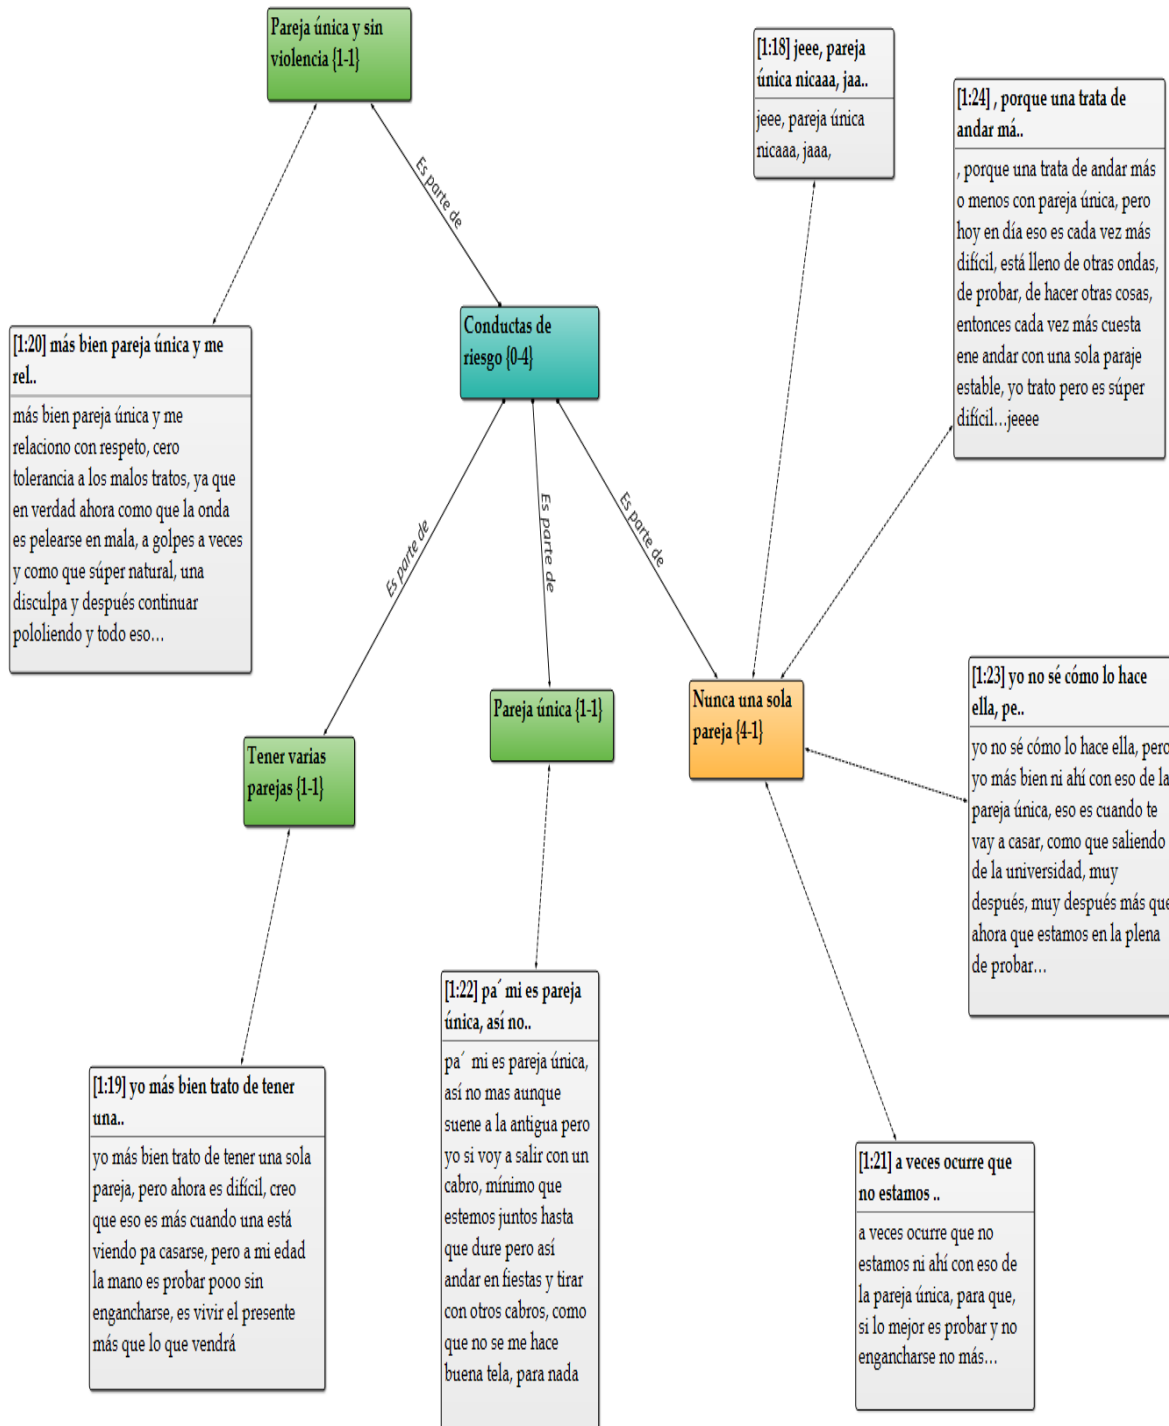 Pareja única y sin
violencia {1-1}
[1:18] jeee, pareja
única nicaaa, jaa..
jeee, pareja única
nicaaa, jaaa,
[1:24] , porque una trata de
andar má..
, porque una trata de andar más
o menos con pareja única, pero
hoy en día eso es cada vez más
difícil, está lleno de otras ondas,
de probar, de hacer otras cosas,
entonces cada vez más cuesta
ene andar con una sola paraje
estable, yo trato pero es súper
difícil…jeeee
Es parte de
Conductas de
riesgo {0-4}
[1:20] más bien pareja única y me
rel..
más bien pareja única y me
relaciono con respeto, cero
tolerancia a los malos tratos, ya que
en verdad ahora como que la onda
es pelearse en mala, a golpes a veces
y como que súper natural, una
disculpa y después continuar
pololiendo y todo eso…
Es parte de
Es parte de
Es parte de
Tener varias
parejas {1-1}
Pareja única {1-1}
Nunca una sola
pareja {4-1}
[1:23] yo no sé cómo lo hace
ella, pe..
yo no sé cómo lo hace ella, pero
yo más bien ni ahí con eso de la
pareja única, eso es cuando te
vay a casar, como que saliendo
de la universidad, muy
después, muy después más que
ahora que estamos en la plena
de probar…
[1:19] yo más bien trato de tener
una..
yo más bien trato de tener una sola
pareja, pero ahora es difícil, creo
que eso es más cuando una está
viendo pa casarse, pero a mi edad
la mano es probar pooo sin
engancharse, es vivir el presente
más que lo que vendrá
[1:22] pa´ mi es pareja
única, así no..
pa´ mi es pareja única,
así no mas aunque
suene a la antigua pero
yo si voy a salir con un
cabro, mínimo que
estemos juntos hasta
que dure pero así
andar en fiestas y tirar
con otros cabros, como
que no se me hace
buena tela, para nada
[1:21] a veces ocurre que
no estamos ..
a veces ocurre que no
estamos ni ahí con eso de
la pareja única, para que,
si lo mejor es probar y no
engancharse no más…